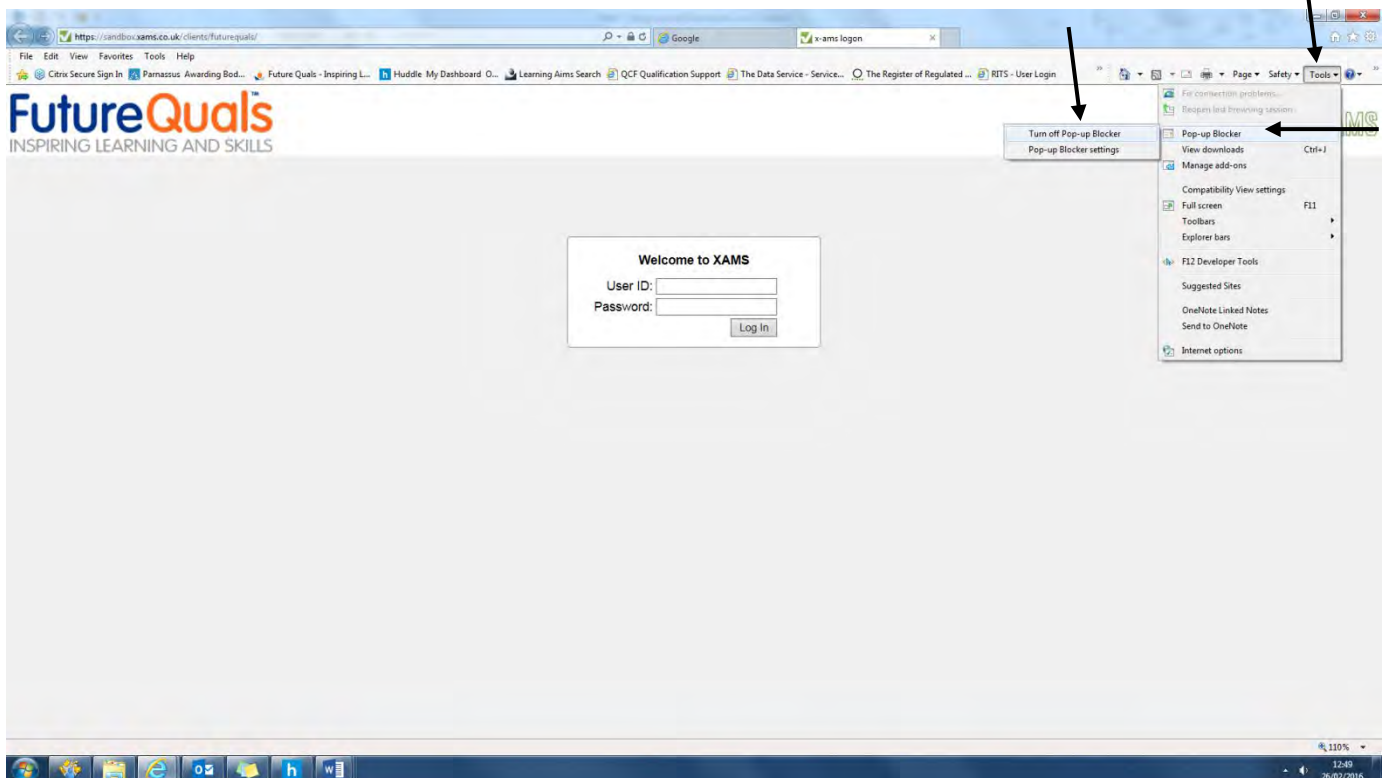 https://sandbox.xams.co.uk/clients/futurequals/
Google
x-ams logon
File Edit View Favorites Tools Help
Citrix Secure Sign In Parnassus Awarding Bod... Future Quals - Inspiring L... Huddle My Dashboard O... Learning Aims Search QCF Qualification Support The Data Service - Service... The Register of Regulated ... RITS - User Login
Page Safety Tools
FutureQuals™
INSPIRING LEARNING AND SKILLS
Fix connection problems...
Reopen last browsing session
Turn off Pop-up Blocker
Pop-up Blocker settings
Pop-up Blocker
View downloads Ctrl+J
Manage add-ons
Compatibility View settings
Full screen F11
Toolbars
Explorer bars
F12 Developer Tools
Suggested Sites
OneNote Linked Notes
Send to OneNote
Internet options
Welcome to XAMS
User ID:
Password:
Log In
110%
12:49
26/02/2016